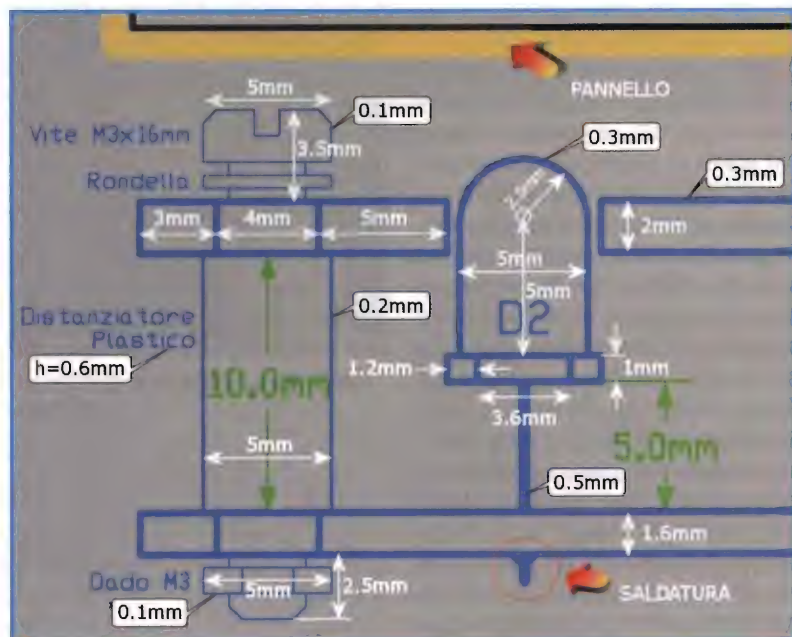 5mm
0.1mm
PANNELLO
Vite M3x16mm
3.5mm
0.3mm
Rondella
0.3mm
2.5mm
3mm
4mm
5mm
2mm
5mm
5mm
0.2mm
D2
Distanziatore
Plastico
h=0.6mm
1.2mm
1mm
10.0mm
3.6mm
5.0mm
5mm
0.5mm
1.6mm
Dado M3
5mm
2.5mm
SALDATURA
0.1mm